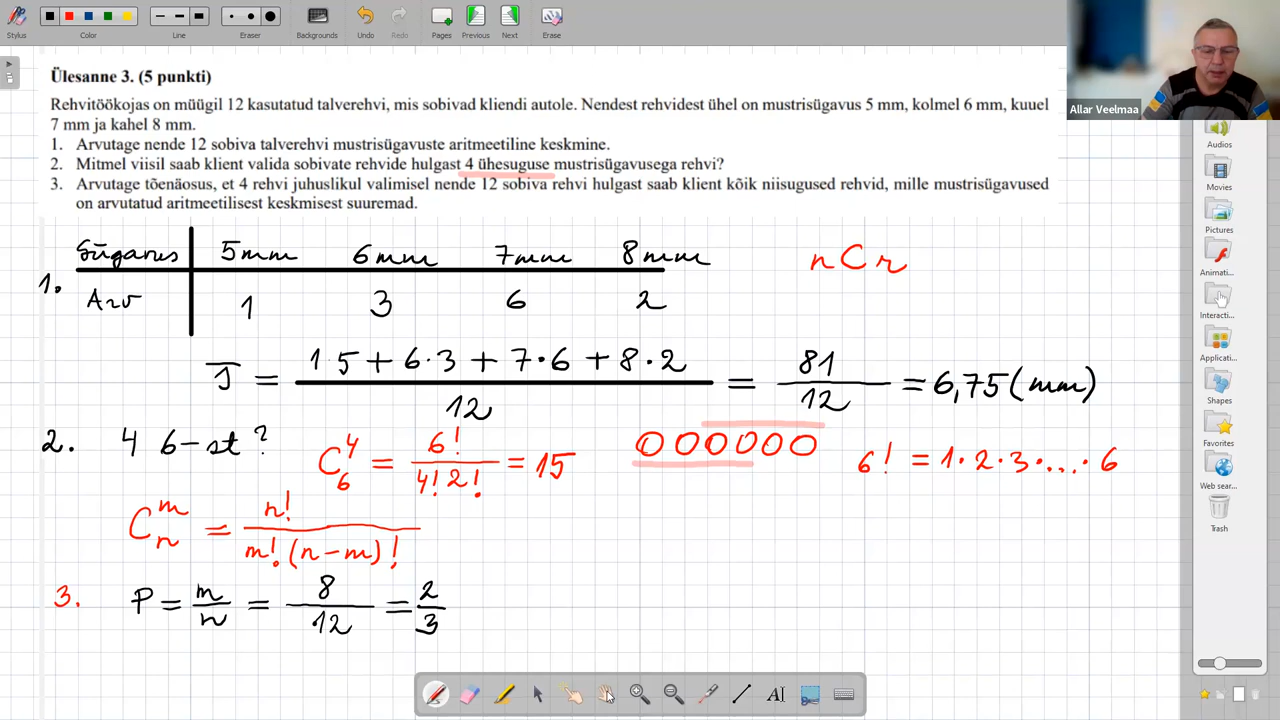 Stylus
Color
Line
Eraser
Backgrounds
Undo
Redo
Pages
Previous
Next
Erase
Allar Veelmaa
Ülesanne 3. (5 punkti)
Rehvitöökojas on müügil 12 kasutatud talverehvi, mis sobivad kliendi autole. Nendest rehvidest ühel on mustrisügavus 5 mm, kolmel 6 mm, kuuel
7 mm ja kahel 8 mm.
1. Arvutage nende 12 sobiva talverehvi mustrisügavuste aritmeetiline keskmine.
2. Mitmel viisil saab klient valida sobivate rehvide hulgast 4 ühesuguse mustrisügavusega rehvi?
3. Arvutage tõenäosus, et 4 rehvi juhuslikul valimisel nende 12 sobiva rehvi hulgast saab klient kõik niisugused rehvid, mille mustrisügavused
on arvutatud aritmeetilisest keskmisest suuremad.
Sügavus 5mm 6mm 7mm 8mm
nCr
1. Arv 1 3 6 2
1·5 + 6·3 + 7·6 + 8·2 / 12 = 81 / 12 = 6,75 (mm)
2. 4 6-st? C_6^4 = 6! / 4! 2! = 15
6! = 1·2·3·...·6
C_n^m = n! / m! (n-m)!
3. P = m/n = 8/12 = 2/3
Audios
Movies
Pictures
Animati..
Interacti..
Applicati..
Shapes
Favorites
Web sear..
Trash
AI